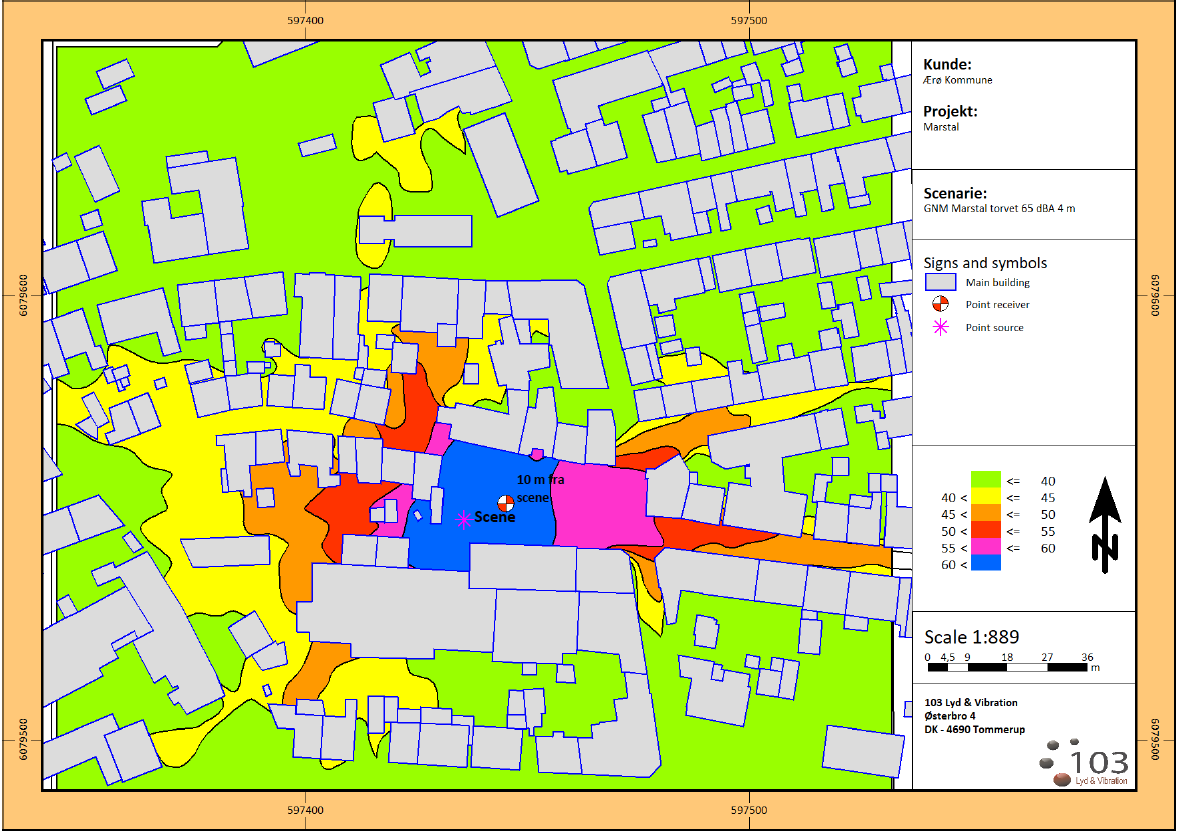 597400 597500
Kunde:
Ærø Kommune
Projekt:
Marstal
Scenarie:
GNM Marstal torvet 65 dBA 4 m
Signs and symbols
Main building
Point receiver
Point source
6079600 6079600
10 m fra
scene
Scene
<= 40
40 < <= 45
45 < <= 50
50 < <= 55
55 < <= 60
60 <
N
Scale 1:889
0 4,5 9 18 27 36
m
103 Lyd & Vibration
Østerbro 4
DK - 4690 Tommerup
103
Lyd & Vibration
6079500 6079500
597400 597500